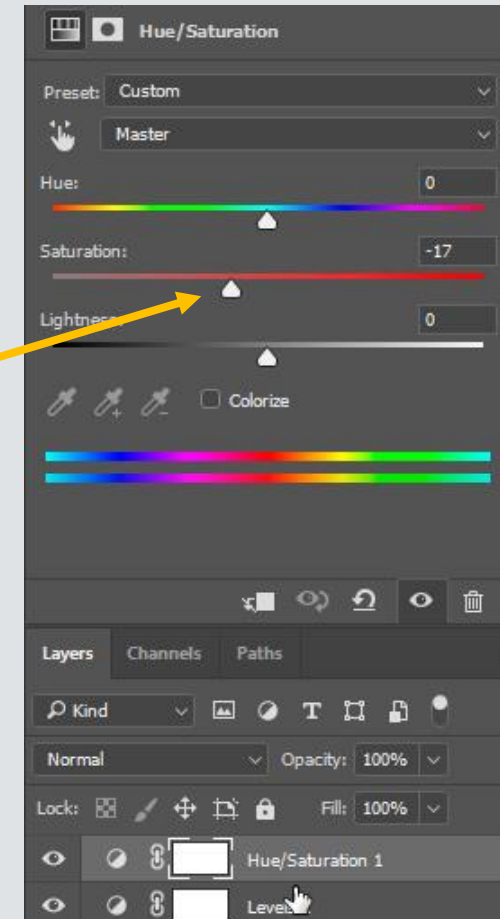 Hue/Saturation
Preset: Custom
Master
Hue: 0
Saturation: -17
0
Colorize
Layers Channels Paths
Kind T
Normal Opacity: 100%
Lock: Fill: 100%
Hue/Saturation 1